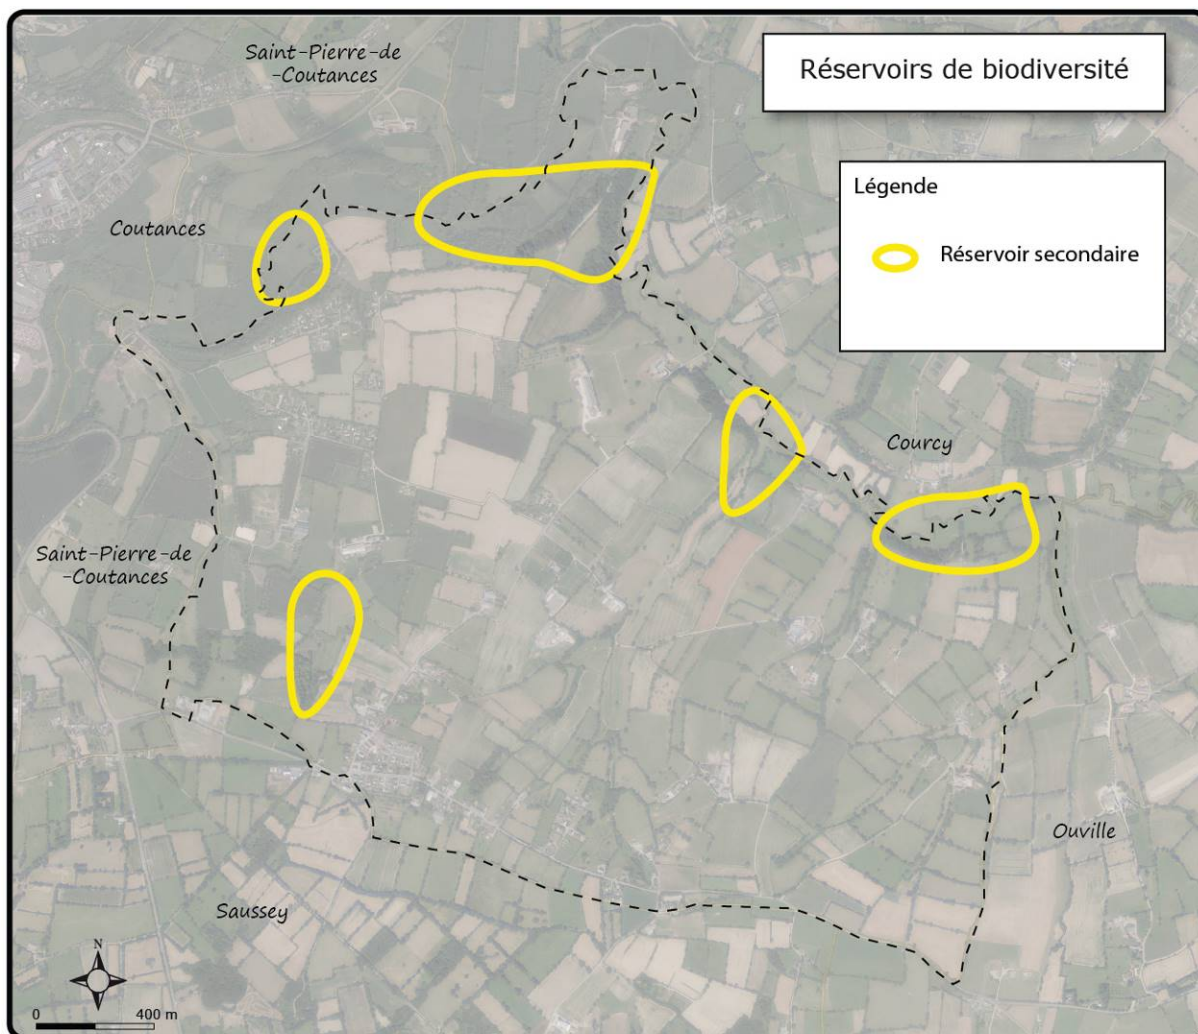 Saint-Pierre-de
-Coutances
Réservoirs de biodiversité
Légende
Réservoir secondaire
Coutances
Courcy
Saint-Pierre-de
-Coutances
Ouville
Saussey
N
0 400 m